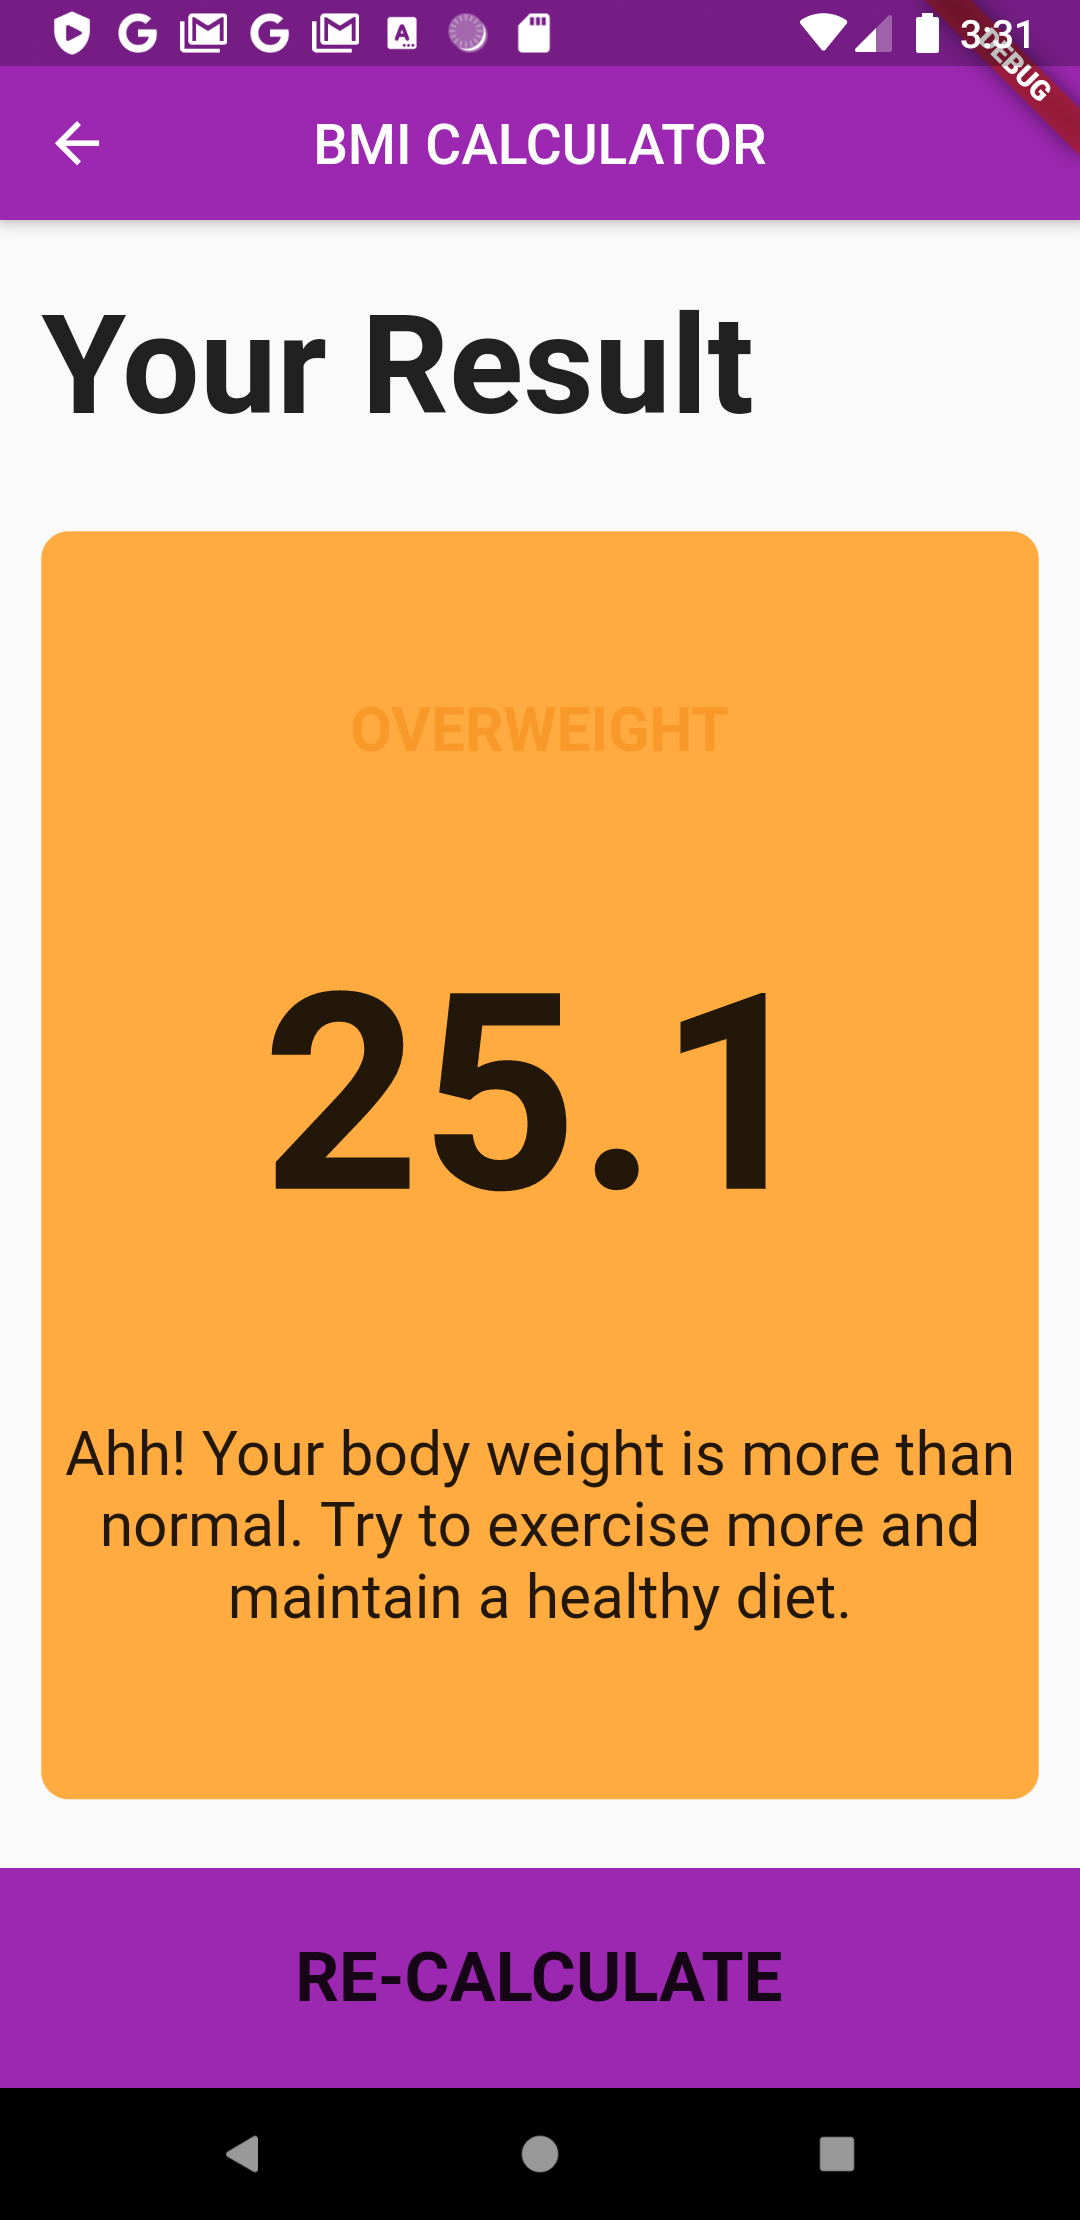 3:31
DEBUG
BMI CALCULATOR
Your Result
OVERWEIGHT
25.1
Ahh! Your body weight is more than
normal. Try to exercise more and
maintain a healthy diet.
RE-CALCULATE